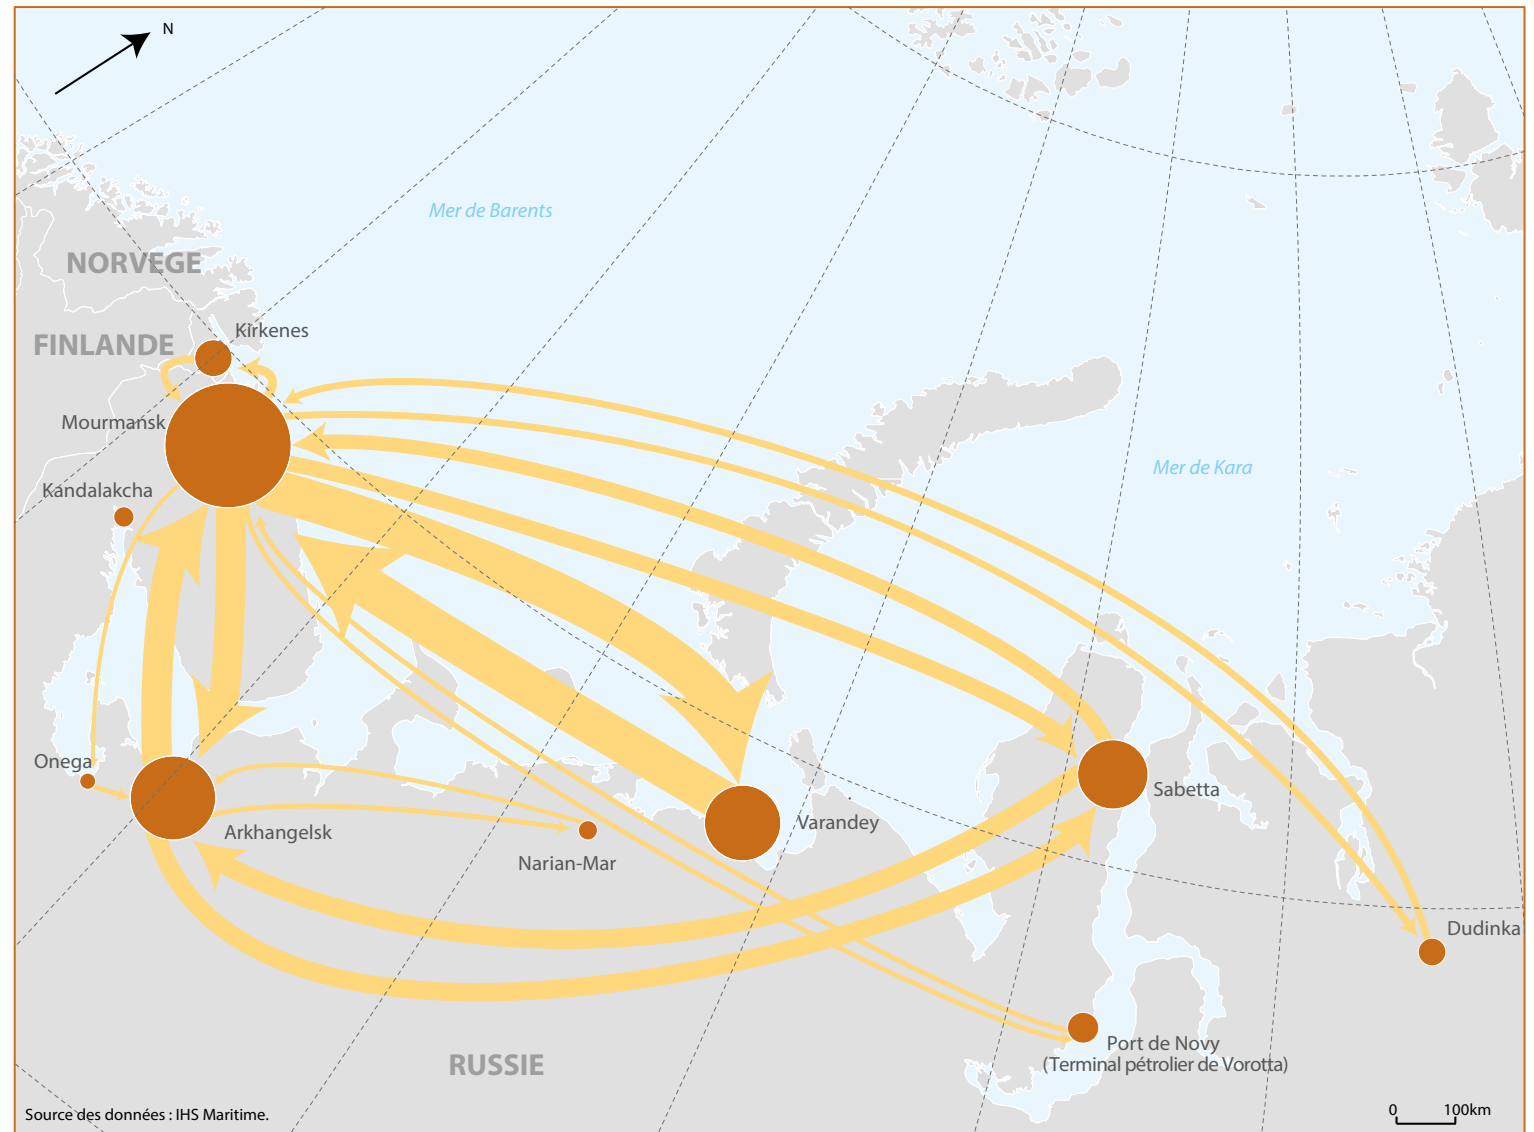 N
Mer de Barents
NORVEGE
Kirkenes
FINLANDE
Mourmansk
Mer de Kara
Kandalakcha
Onega
Sabetta
Arkhangelsk
Varandey
Narian-Mar
Dudinka
Port de Novy
(Terminal pétrolier de Vorotta)
RUSSIE
Source des données : IHS Maritime.
0 100km